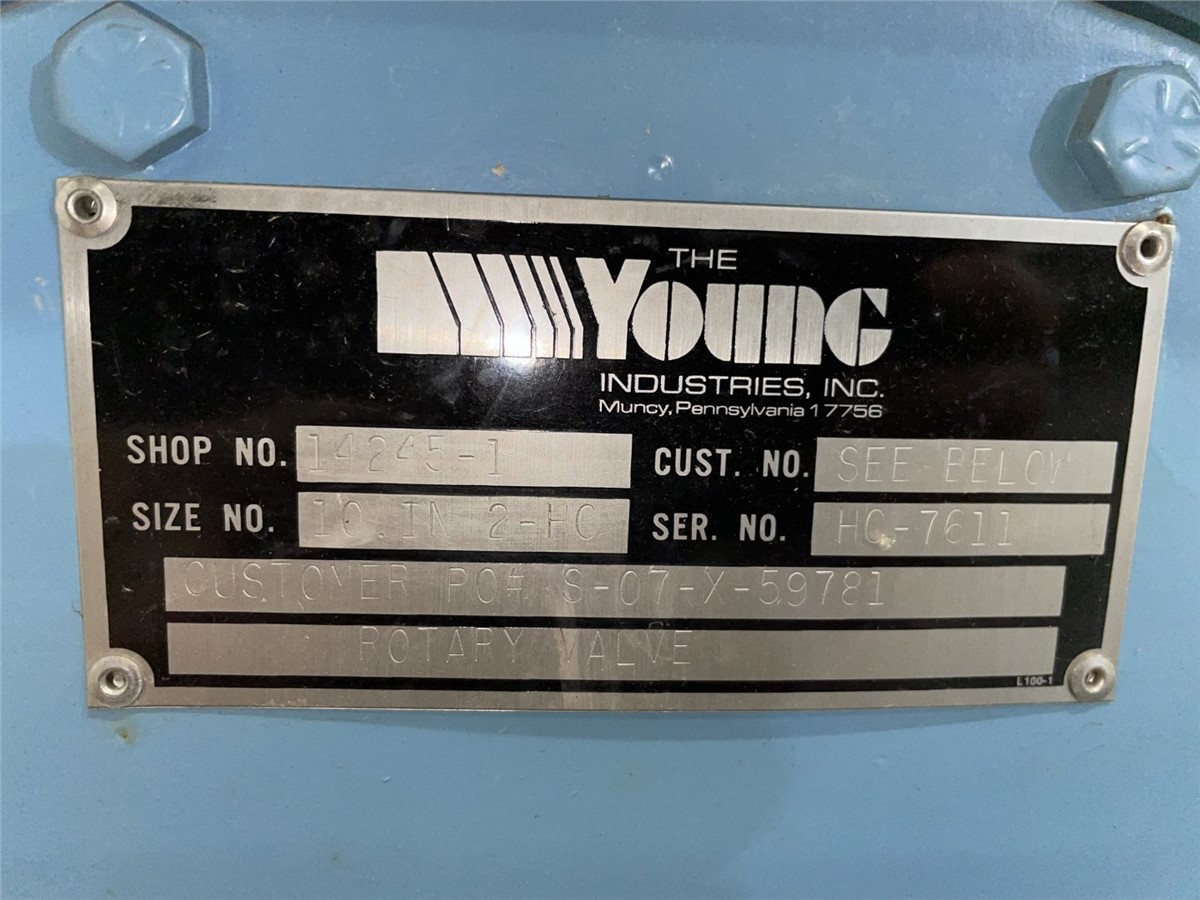 THE
YOUNG
INDUSTRIES, INC.
Muncy, Pennsylvania 17756
SHOP NO. 14245-1 CUST. NO. SEE BELOW
SIZE NO. 10.IN 2-HC SER. NO. HC-7611
CUSTOMER PO# S-07-X-59781
ROTARY VALVE
L100-1